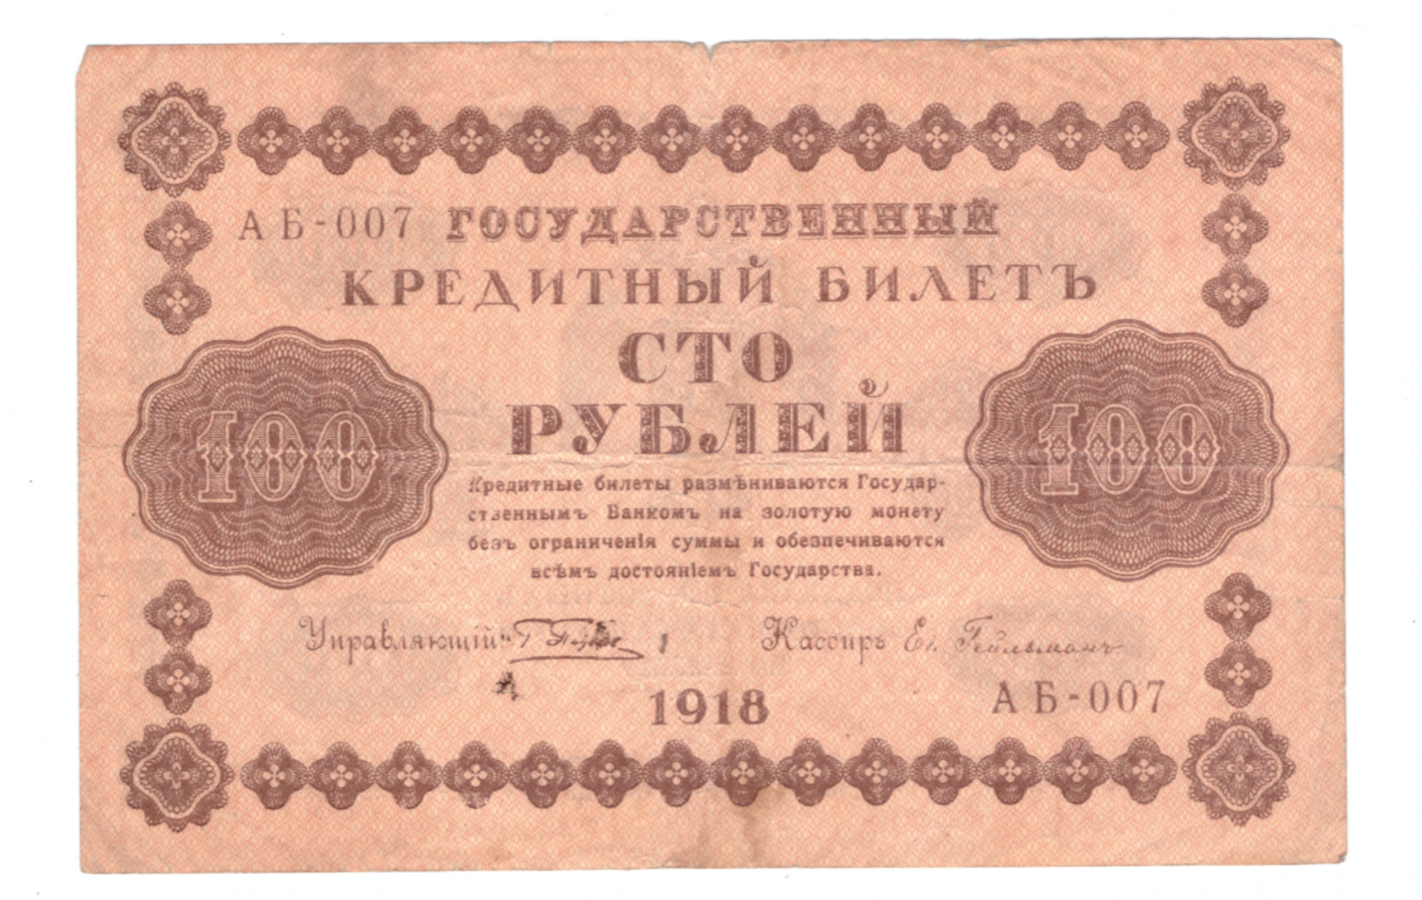 АБ-007 ГОСУДАРСТВЕННЫЙ
КРЕДИТНЫЙ БИЛЕТЪ
СТО
РУБЛЕЙ
100
100
Кредитные билеты размѣниваются Государ-
ственнымъ Банкомъ на золотую монету
безъ ограниченія суммы и обезпечиваются
всѣмъ достояніемъ Государства.
Управляющій Кассиръ Гейльманъ
1918
АБ-007